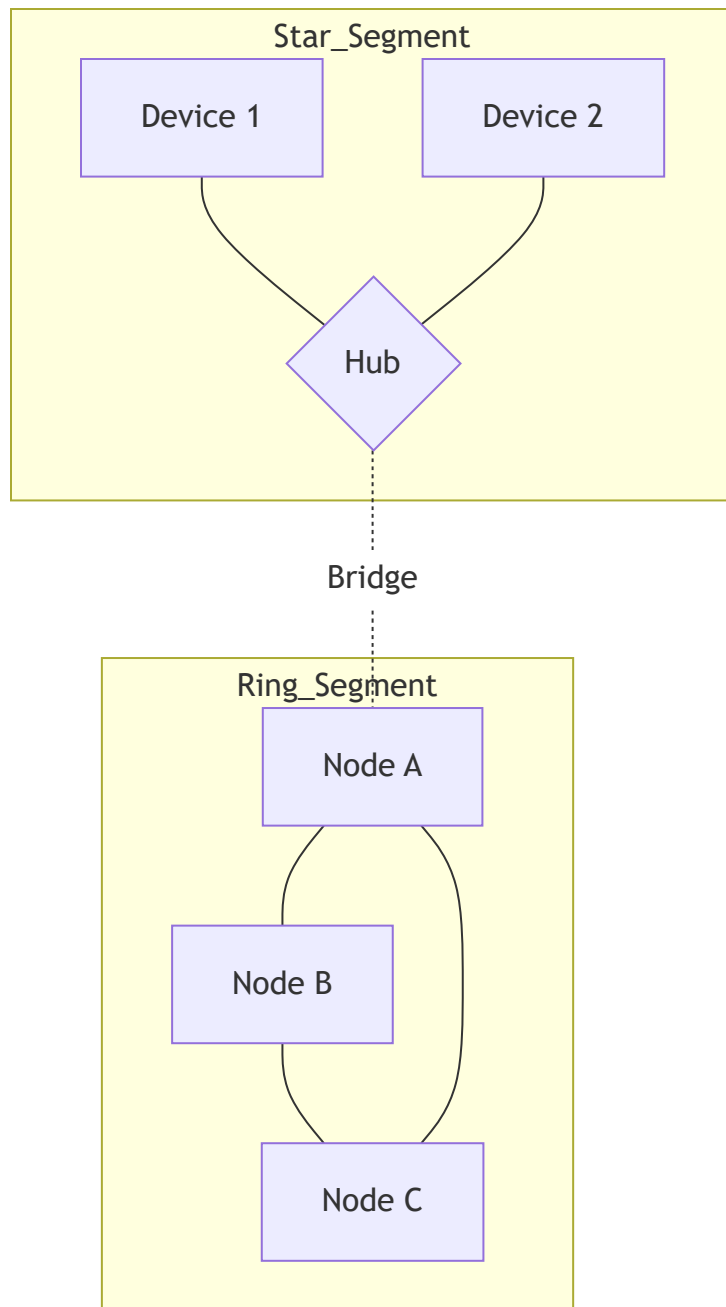 Star_Segment
Device 1
Device 2
Hub
Bridge
Ring_Segment
Node A
Node B
Node C